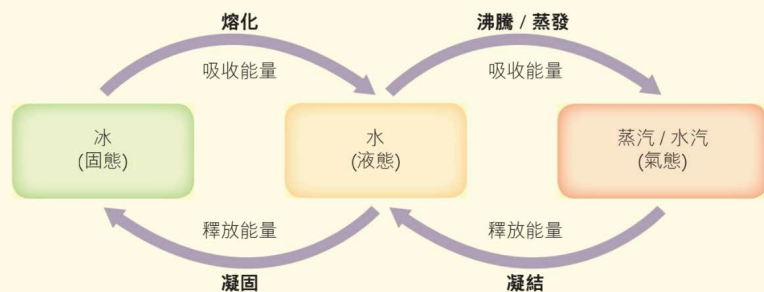 熔化
沸騰 / 蒸發
吸收能量
吸收能量
冰
(固態)
水
(液態)
蒸汽 / 水汽
(氣態)
釋放能量
釋放能量
凝固
凝結